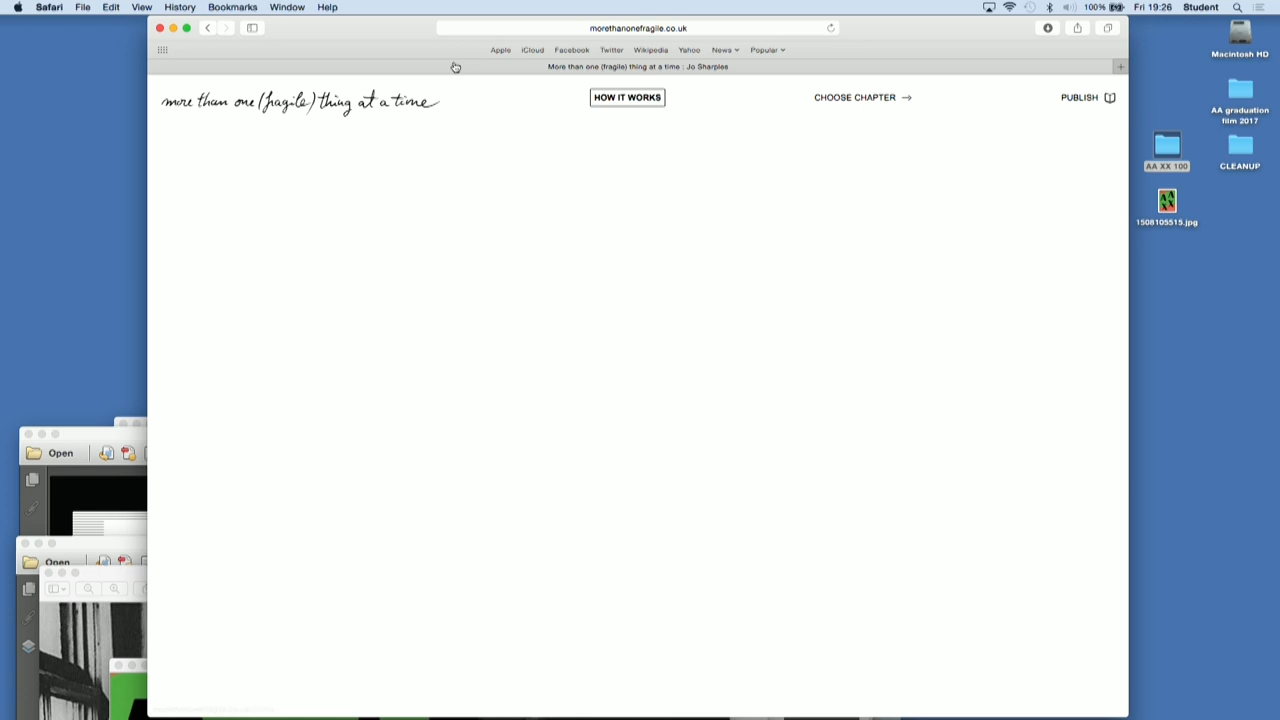 Safari File Edit View History Bookmarks Window Help
100% Fri 19:26 Student
morethanonefragile.co.uk
Apple iCloud Facebook Twitter Wikipedia Yahoo News Popular
More than one (fragile) thing at a time : Jo Sharples
more than one (fragile) thing at a time
HOW IT WORKS
CHOOSE CHAPTER →
PUBLISH
Macintosh HD
AA graduation
film 2017
AA XX 100
CLEANUP
1508105515.jpg
Open
Open